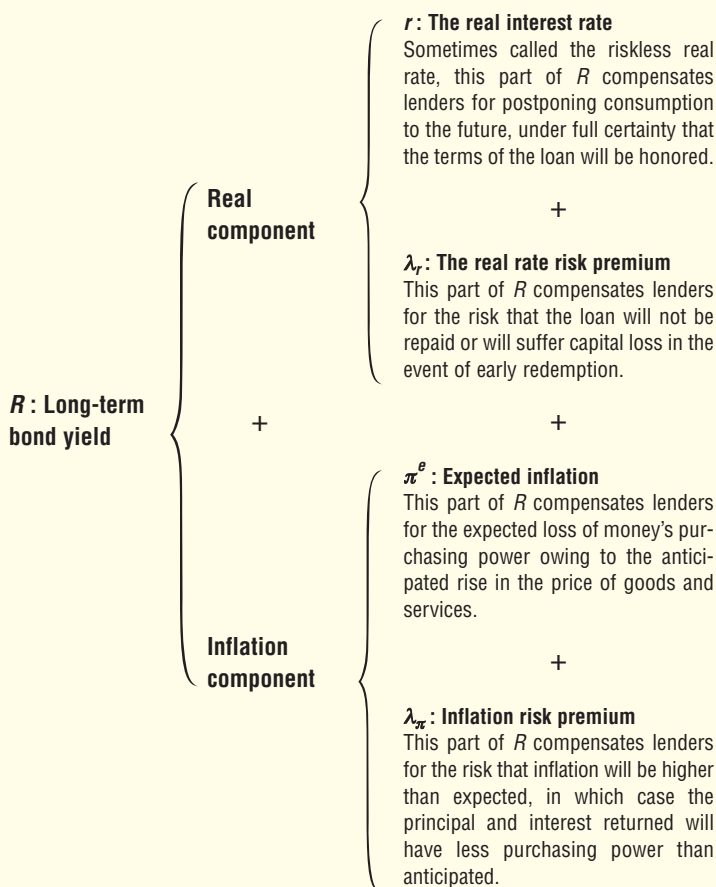 R : Long-term
bond yield
Real
component
+
Inflation
component
r : The real interest rate
Sometimes called the riskless real
rate, this part of R compensates
lenders for postponing consumption
to the future, under full certainty that
the terms of the loan will be honored.
+
λr : The real rate risk premium
This part of R compensates lenders
for the risk that the loan will not be
repaid or will suffer capital loss in the
event of early redemption.
+
πe : Expected inflation
This part of R compensates lenders
for the expected loss of money's pur-
chasing power owing to the antici-
pated rise in the price of goods and
services.
+
λπ : Inflation risk premium
This part of R compensates lenders
for the risk that inflation will be higher
than expected, in which case the
principal and interest returned will
have less purchasing power than
anticipated.